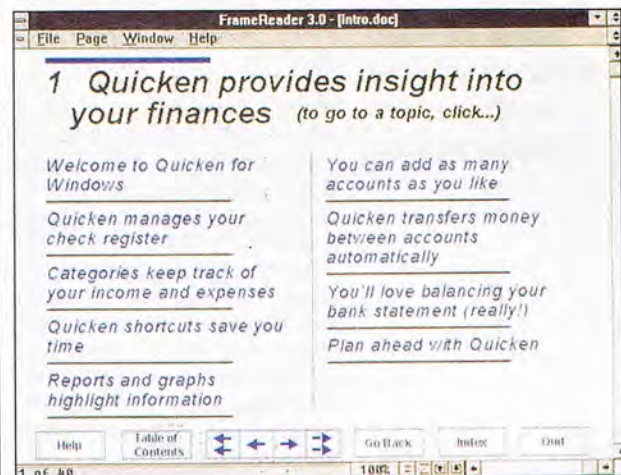 FrameReader 3.0 - [Intro.doc]
File Page Window Help
1 Quicken provides insight into
your finances (to go to a topic, click...)
Welcome to Quicken for
Windows
Quicken manages your
check register
Categories keep track of
your income and expenses
Quicken shortcuts save you
time
Reports and graphs
highlight information
You can add as many
accounts as you like
Quicken transfers money
between accounts
automatically
You'll love balancing your
bank statement (really!)
Plan ahead with Quicken
Help
Table of
Contents
Go Back
Index
Quit
1 of 40
100%